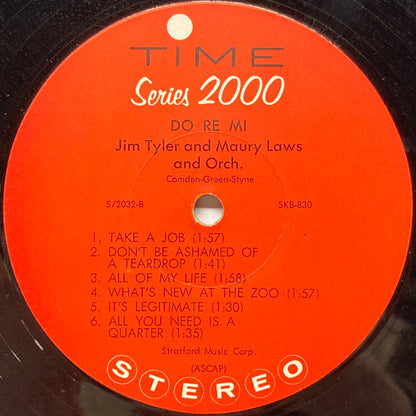 TIME
Series 2000
DO RE MI
Jim Tyler and Maury Laws
and Orch.
Comden-Green-Styne
S/2032-B SKB-830
1. TAKE A JOB (1:57)
2. DON'T BE ASHAMED OF
A TEARDROP (1:41)
3. ALL OF MY LIFE (1:58)
4. WHAT'S NEW AT THE ZOO (1:57)
5. IT'S LEGITIMATE (1:30)
6. ALL YOU NEED IS A
QUARTER (1:35)
Stratford Music Corp.
(ASCAP)
STEREO